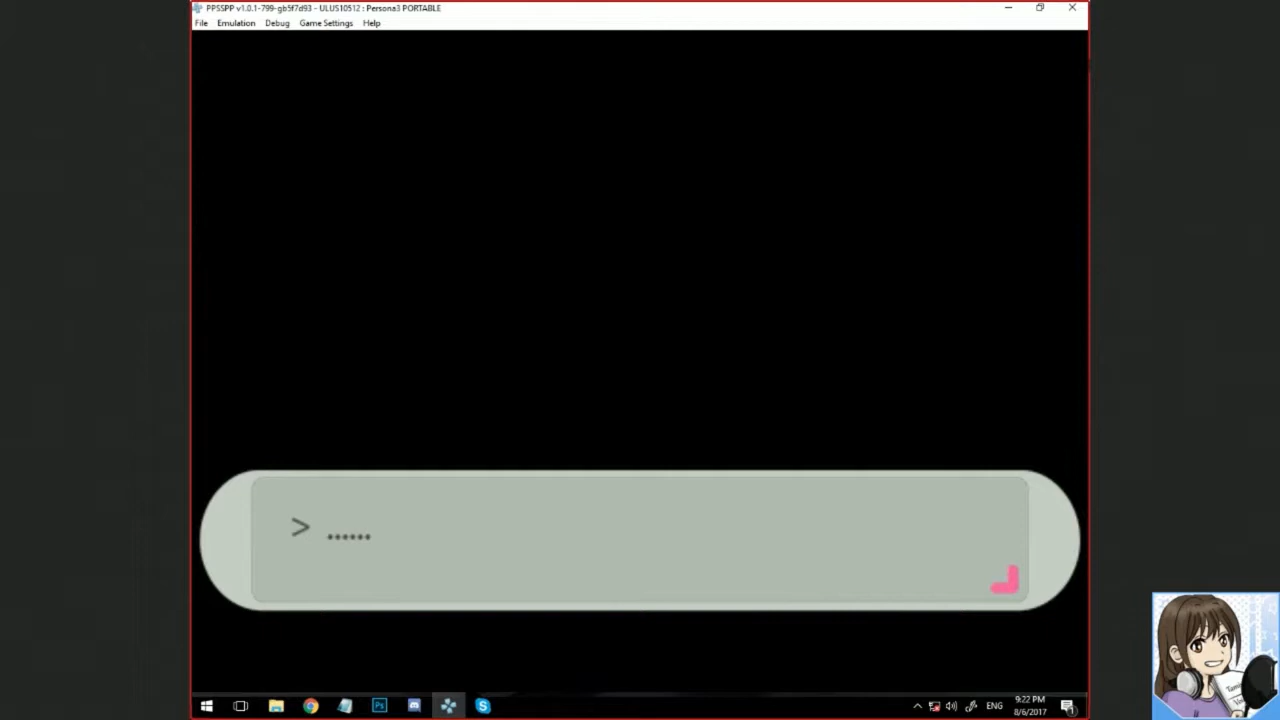 PPSSPP v1.0.1-799-gb5f7d93 - ULUS10512 : Persona3 PORTABLE
File Emulation Debug Game Settings Help
> ......
Ps
ENG
9:22 PM
8/6/2017